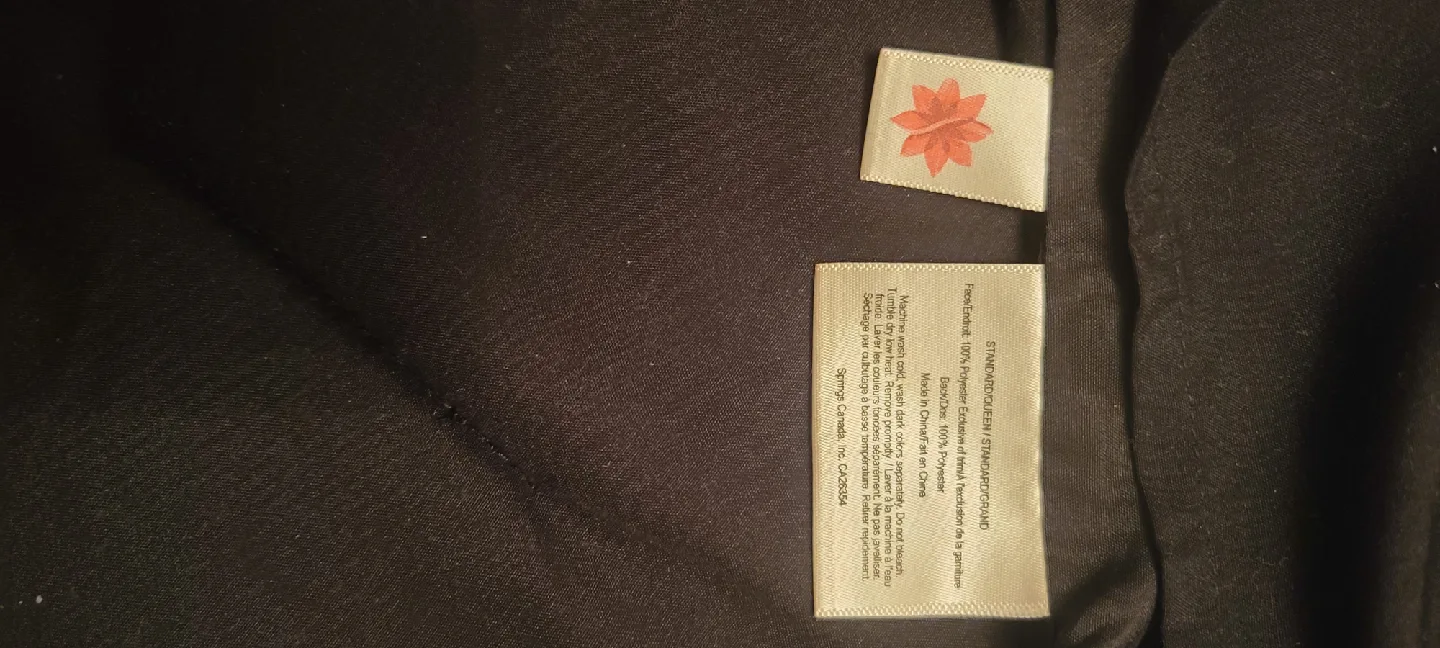 STANDARD/QUEEN / STANDARD/GRAND
Face/Endroit: 100% Polyester Exclusive of trim/À l'exclusion de la garniture
Back/Dos: 100% Polyester
Made in China/Fait en Chine
Machine wash cold, wash dark colors separately. Do not bleach.
Tumble dry low heat. Remove promptly / Laver à la machine à l'eau
froide. Laver les couleurs foncées séparément. Ne pas javelliser.
Séchage par culbutage à basse température. Retirer rapidement.
Springs Canada, Inc. CA26354